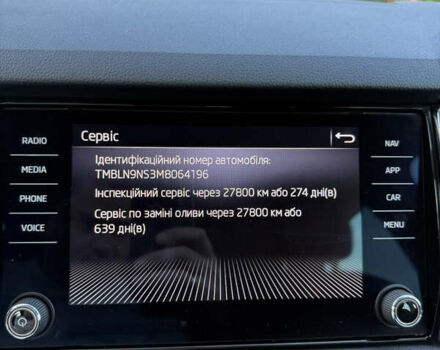 Сервіс
RADIO
MEDIA
PHONE
VOICE
Ідентифікаційний номер автомобіля:
TMBLN9NS3M8064196
Інспекційний сервіс через 27800 км або 274 дні(в)
Сервіс по заміні оливи через 27800 км або
639 дні(в)
NAV
APP
CAR
MENU